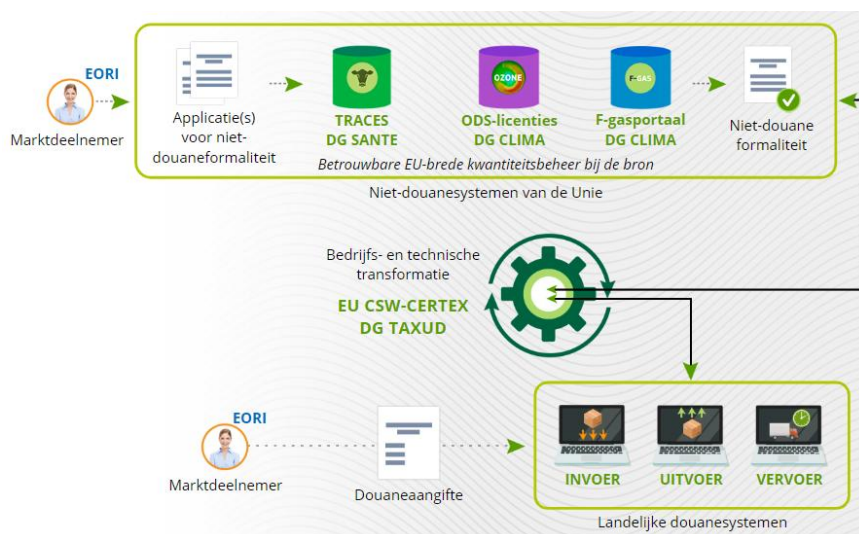 EORI
Marktdeelnemer
Applicatie(s)
voor niet-
douaneformaliteit
TRACES
DG SANTE
OZONE
ODS-licenties
DG CLIMA
F-GAS
F-gasportaal
DG CLIMA
Niet-douane
formaliteit
Betrouwbare EU-brede kwantiteitsbeheer bij de bron
Niet-douanesystemen van de Unie
Bedrijfs- en technische
transformatie
EU CSW-CERTEX
DG TAXUD
EORI
Marktdeelnemer
Douaneaangifte
INVOER
UITVOER
VERVOER
Landelijke douanesystemen